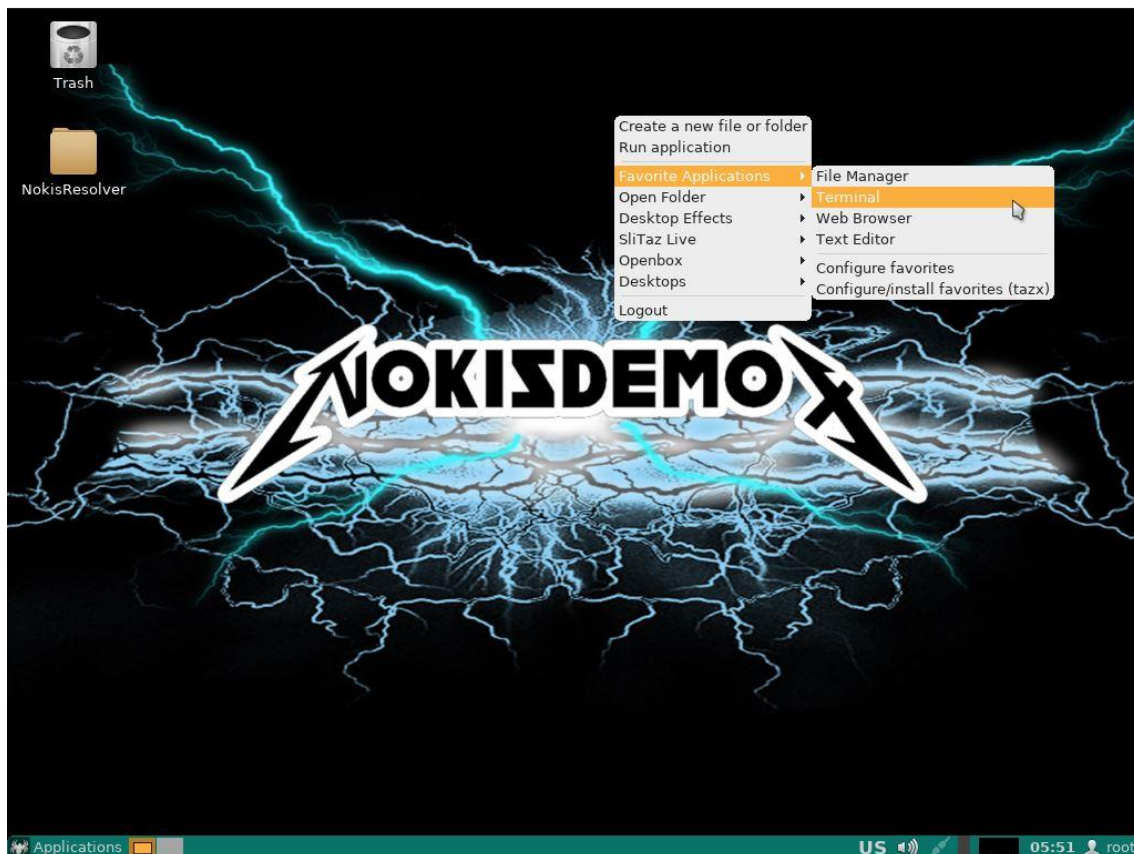 Trash
NokisResolver
Create a new file or folder
Run application
Favorite Applications
Open Folder
Desktop Effects
SliTaz Live
Openbox
Desktops
Logout
File Manager
Terminal
Web Browser
Text Editor
Configure favorites
Configure/install favorites (tazx)
NOKISDEMOX
Applications
US 05:51 root